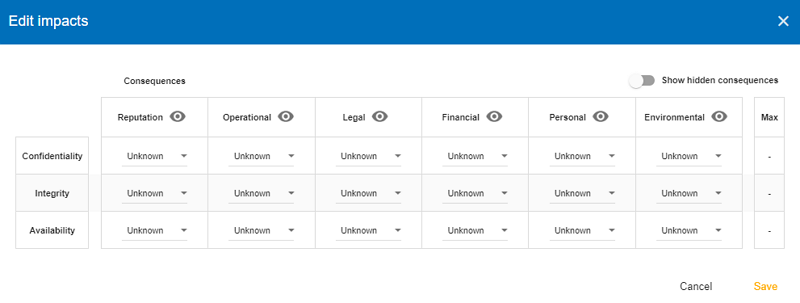 Edit impacts
Consequences
Show hidden consequences
Reputation Operational Legal Financial Personal Environmental Max
Confidentiality Unknown Unknown Unknown Unknown Unknown Unknown -
Integrity Unknown Unknown Unknown Unknown Unknown Unknown -
Availability Unknown Unknown Unknown Unknown Unknown Unknown -
Cancel Save